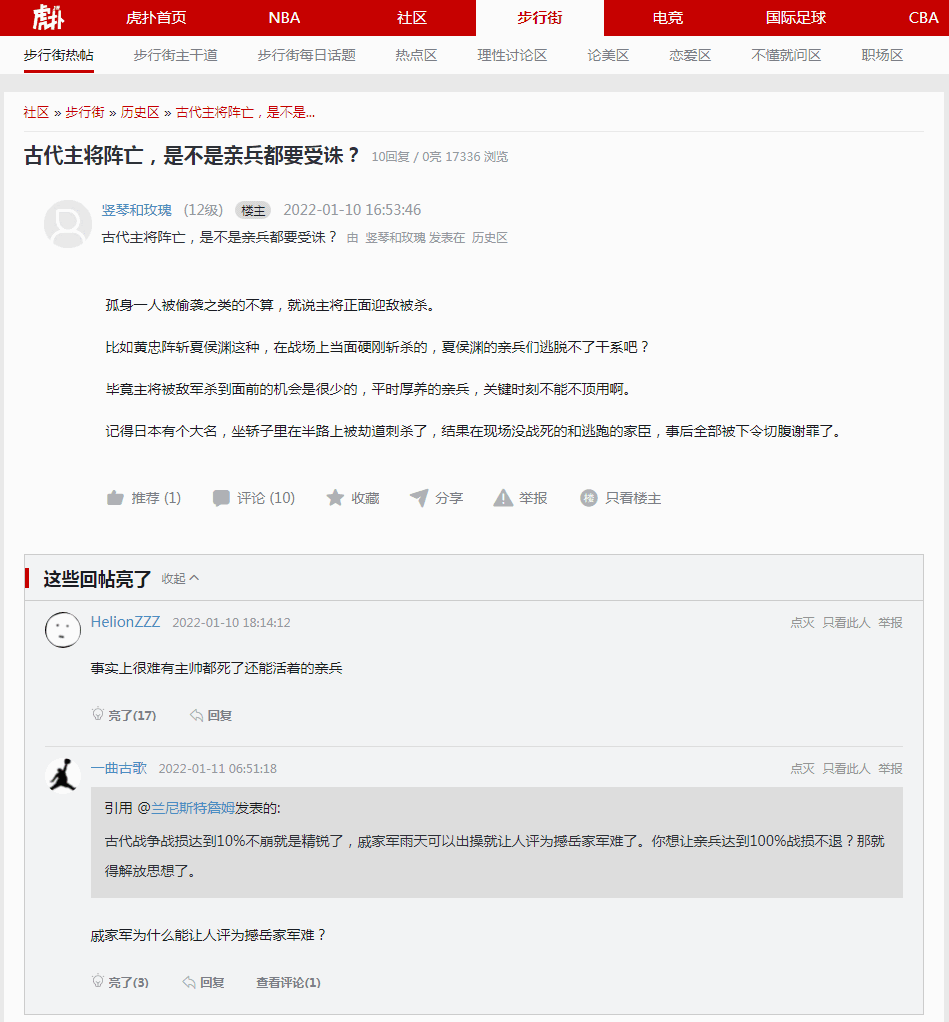 虎扑 虎扑首页 NBA 社区 步行街 电竞 国际足球 CBA
步行街热帖 步行街主干道 步行街每日话题 热点区 理性讨论区 论美区 恋爱区 不懂就问区 职场区
社区 » 步行街 » 历史区 » 古代主将阵亡，是不是...
古代主将阵亡，是不是亲兵都要受诛？ 10回复 / 0亮 17336 浏览
竖琴和玫瑰 (12级) 楼主 2022-01-10 16:53:46
古代主将阵亡，是不是亲兵都要受诛？ 由 竖琴和玫瑰 发表在 历史区
孤身一人被偷袭之类的不算，就说主将正面迎敌被杀。
比如黄忠阵斩夏侯渊这种，在战场上当面硬刚斩杀的，夏侯渊的亲兵们逃脱不了干系吧？
毕竟主将被敌军杀到面前的机会是很少的，平时厚养的亲兵，关键时刻不能不顶用啊。
记得日本有个大名，坐轿子里在半路上被劫道刺杀了，结果在现场没战死的和逃跑的家臣，事后全部被下令切腹谢罪了。
推荐 (1) 评论 (10) 收藏 分享 举报 楼 只看楼主
这些回帖亮了 收起
HelionZZZ 2022-01-10 18:14:12 点灭 只看此人 举报
事实上很难有主帅都死了还能活着的亲兵
亮了(17) 回复
一曲古歌 2022-01-11 06:51:18 点灭 只看此人 举报
引用 @兰尼斯特詹姆发表的:
古代战争战损达到10%不崩就是精锐了，戚家军雨天可以出操就让人评为撼岳家军难了。你想让亲兵达到100%战损不退？那就
得解放思想了。
戚家军为什么能让人评为撼岳家军难？
亮了(3) 回复 查看评论(1)